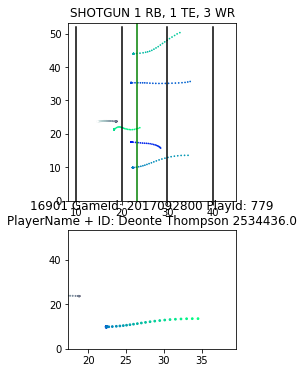 SHOTGUN 1 RB, 1 TE, 3 WR
50
40
30
20
10
0
10 20 30 40
16901 GameId: 2017092800 PlayId: 779
PlayerName + ID: Deonte Thompson 2534436.0
40
20
0
20 25 30 35